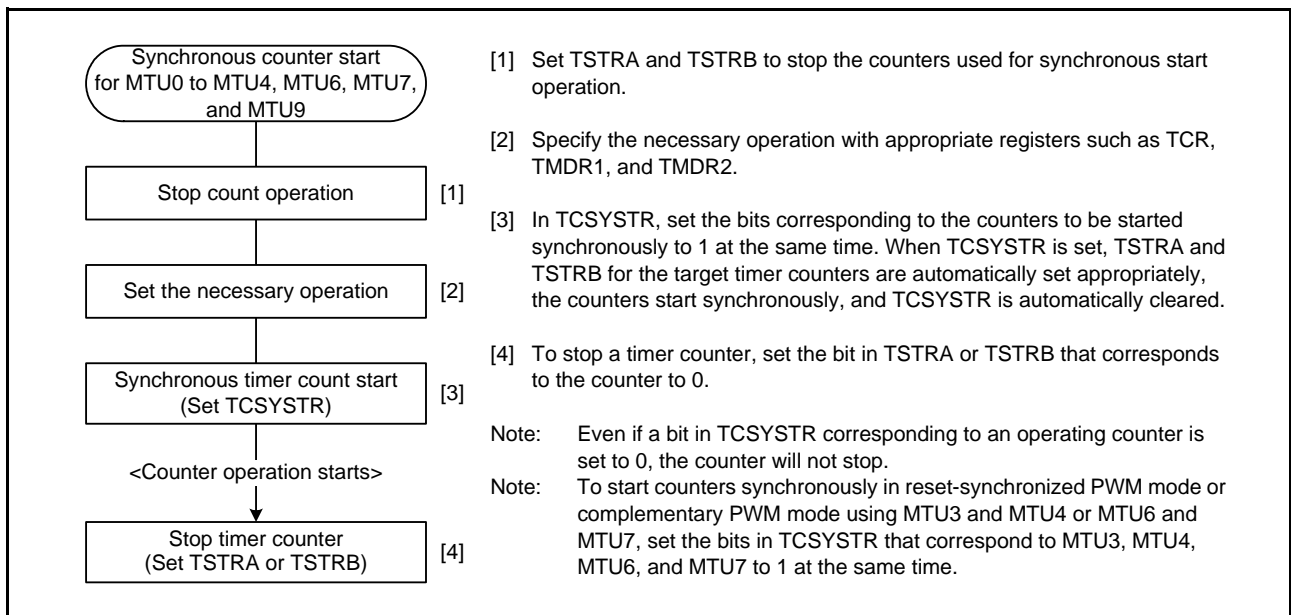 Synchronous counter start
for MTU0 to MTU4, MTU6, MTU7,
and MTU9
Stop count operation
[1]
Set the necessary operation
[2]
Synchronous timer count start
(Set TCSYSTR)
[3]
<Counter operation starts>
Stop timer counter
(Set TSTRA or TSTRB)
[4]
[1] Set TSTRA and TSTRB to stop the counters used for synchronous start
operation.
[2] Specify the necessary operation with appropriate registers such as TCR,
TMDR1, and TMDR2.
[3] In TCSYSTR, set the bits corresponding to the counters to be started
synchronously to 1 at the same time. When TCSYSTR is set, TSTRA and
TSTRB for the target timer counters are automatically set appropriately,
the counters start synchronously, and TCSYSTR is automatically cleared.
[4] To stop a timer counter, set the bit in TSTRA or TSTRB that corresponds
to the counter to 0.
Note: Even if a bit in TCSYSTR corresponding to an operating counter is
set to 0, the counter will not stop.
Note: To start counters synchronously in reset-synchronized PWM mode or
complementary PWM mode using MTU3 and MTU4 or MTU6 and
MTU7, set the bits in TCSYSTR that correspond to MTU3, MTU4,
MTU6, and MTU7 to 1 at the same time.